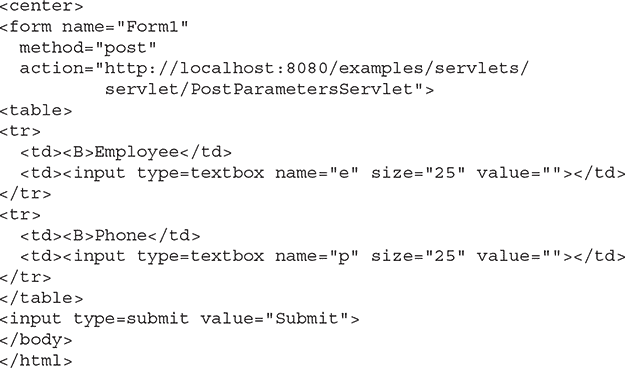 <center>
<form name="Form1"
  method="post"
  action="http://localhost:8080/examples/servlets/
          servlet/PostParametersServlet">
<table>
<tr>
  <td><B>Employee</td>
  <td><input type=textbox name="e" size="25" value=""></td>
</tr>
<tr>
  <td><B>Phone</td>
  <td><input type=textbox name="p" size="25" value=""></td>
</tr>
</table>
<input type=submit value="Submit">
</body>
</html>